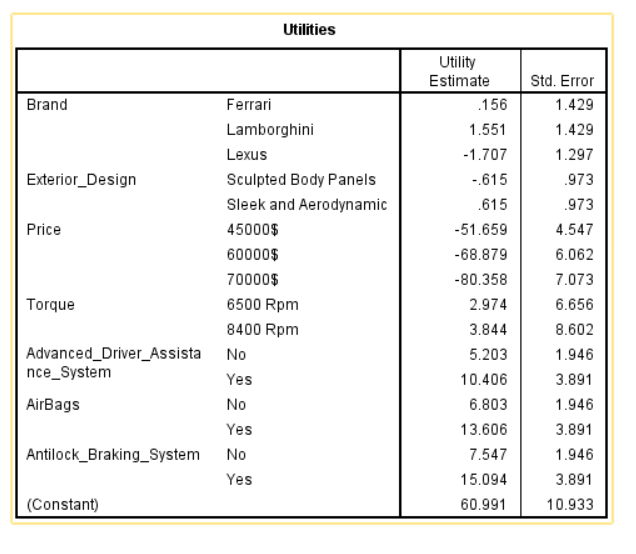 Utilities
Utility Estimate Std. Error
Brand Ferrari .156 1.429
Lamborghini 1.551 1.429
Lexus -1.707 1.297
Exterior_Design Sculpted Body Panels -.615 .973
Sleek and Aerodynamic .615 .973
Price 45000$ -51.659 4.547
60000$ -68.879 6.062
70000$ -80.358 7.073
Torque 6500 Rpm 2.974 6.656
8400 Rpm 3.844 8.602
Advanced_Driver_Assista
nce_System No 5.203 1.946
Yes 10.406 3.891
AirBags No 6.803 1.946
Yes 13.606 3.891
Antilock_Braking_System No 7.547 1.946
Yes 15.094 3.891
(Constant) 60.991 10.933